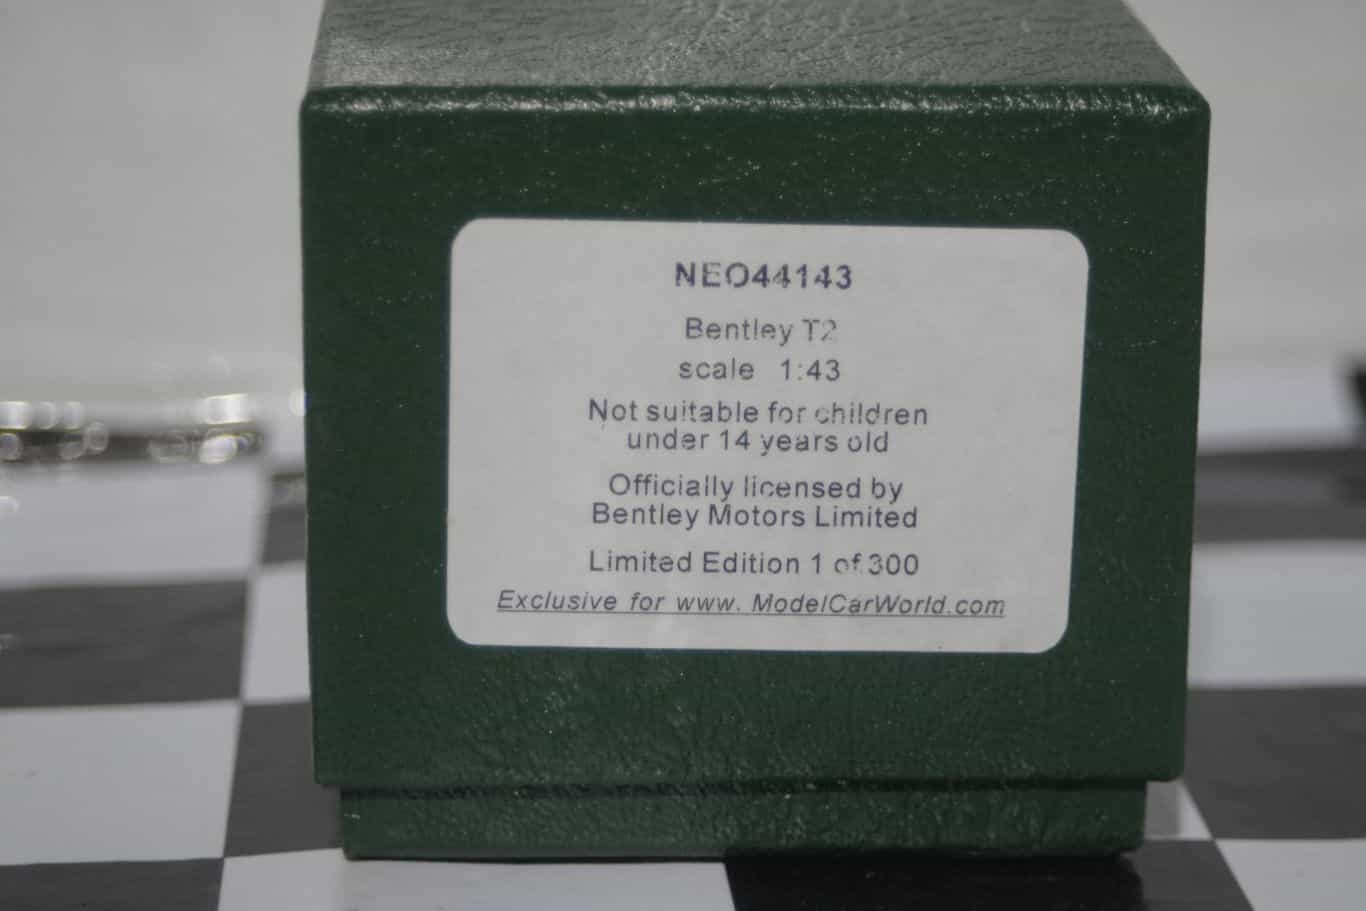 NEO44143
Bentley T2
scale 1:43
Not suitable for children
under 14 years old
Officially licensed by
Bentley Motors Limited
Limited Edition 1 of 300
Exclusive for www. ModelCarWorld.com